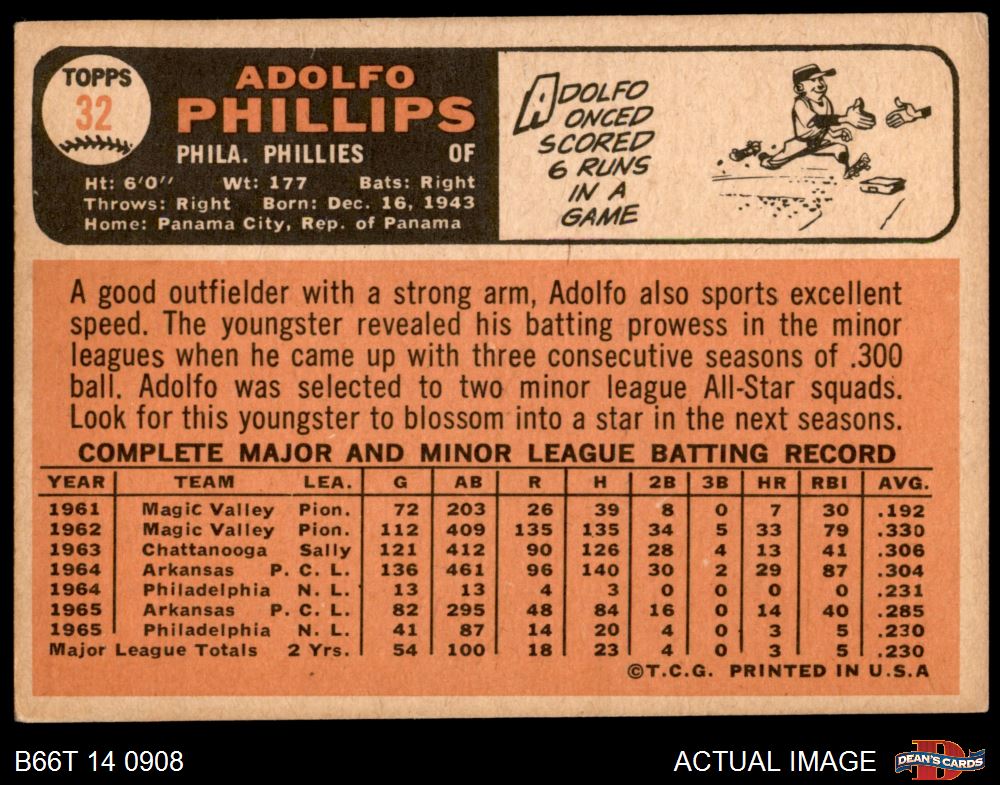 TOPPS
32
ADOLFO
PHILLIPS
PHILA. PHILLIES OF
Ht: 6'0" Wt: 177 Bats: Right
Throws: Right Born: Dec. 16, 1943
Home: Panama City, Rep. of Panama
ADOLFO
ONCED
SCORED
6 RUNS
IN A
GAME
A good outfielder with a strong arm, Adolfo also sports excellent
speed. The youngster revealed his batting prowess in the minor
leagues when he came up with three consecutive seasons of .300
ball. Adolfo was selected to two minor league All-Star squads.
Look for this youngster to blossom into a star in the next seasons.
COMPLETE MAJOR AND MINOR LEAGUE BATTING RECORD
YEAR TEAM LEA. G AB R H 2B 3B HR RBI AVG.
1961 Magic Valley Pion. 72 203 26 39 8 0 7 30 .192
1962 Magic Valley Pion. 112 409 135 135 34 5 33 79 .330
1963 Chattanooga Sally 121 412 90 126 28 4 13 41 .306
1964 Arkansas P. C. L. 136 461 96 140 30 2 29 87 .304
1964 Philadelphia N. L. 13 13 4 3 0 0 0 0 .231
1965 Arkansas P. C. L. 82 295 48 84 16 0 14 40 .285
1965 Philadelphia N. L. 41 87 14 20 4 0 3 5 .230
Major League Totals 2 Yrs. 54 100 18 23 4 0 3 5 .230
©T.C.G. PRINTED IN U.S.A
B66T 14 0908 ACTUAL IMAGE
DEAN'S CARDS